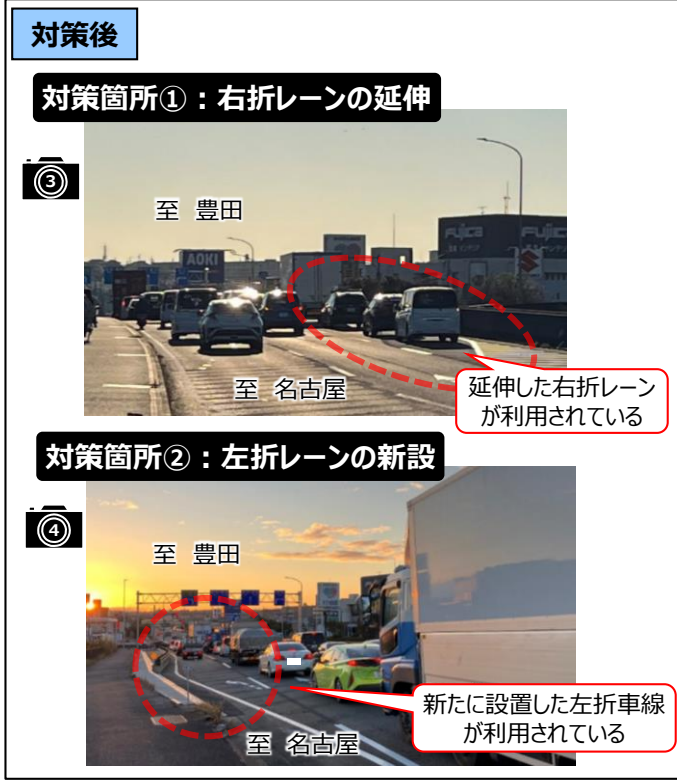 対策後
対策箇所①：右折レーンの延伸
③
至 豊田
AOKI
Fujica
Fujica
至 名古屋
延伸した右折レーン
が利用されている
対策箇所②：左折レーンの新設
④
至 豊田
至 名古屋
新たに設置した左折車線
が利用されている